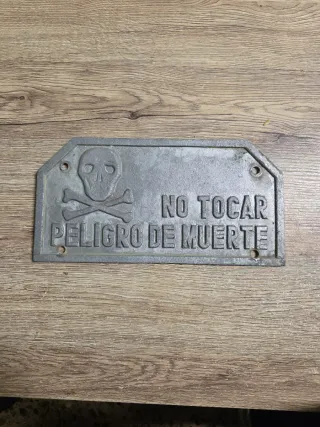 NO TOCAR
PELIGRO DE MUERTE